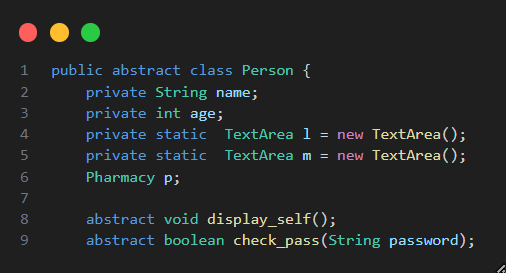 1 public abstract class Person {
2 private String name;
3 private int age;
4 private static  TextArea l = new TextArea();
5 private static  TextArea m = new TextArea();
6 Pharmacy p;
7
8 abstract void display_self();
9 abstract boolean check_pass(String password);